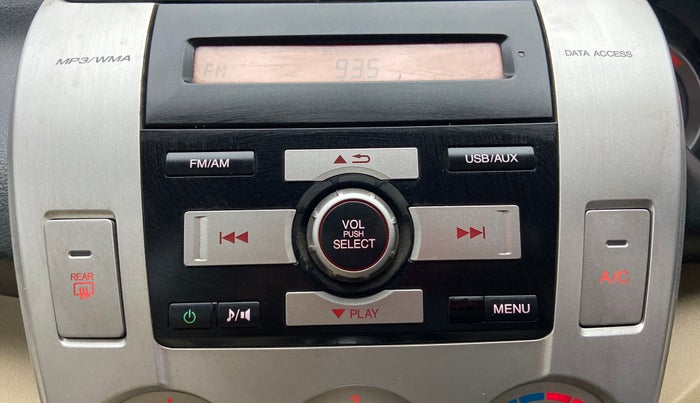 MP3/WMA
DATA ACCESS
FM 93.5
FM/AM
USB/AUX
VOL
PUSH
SELECT
REAR
A/C
PLAY
MENU